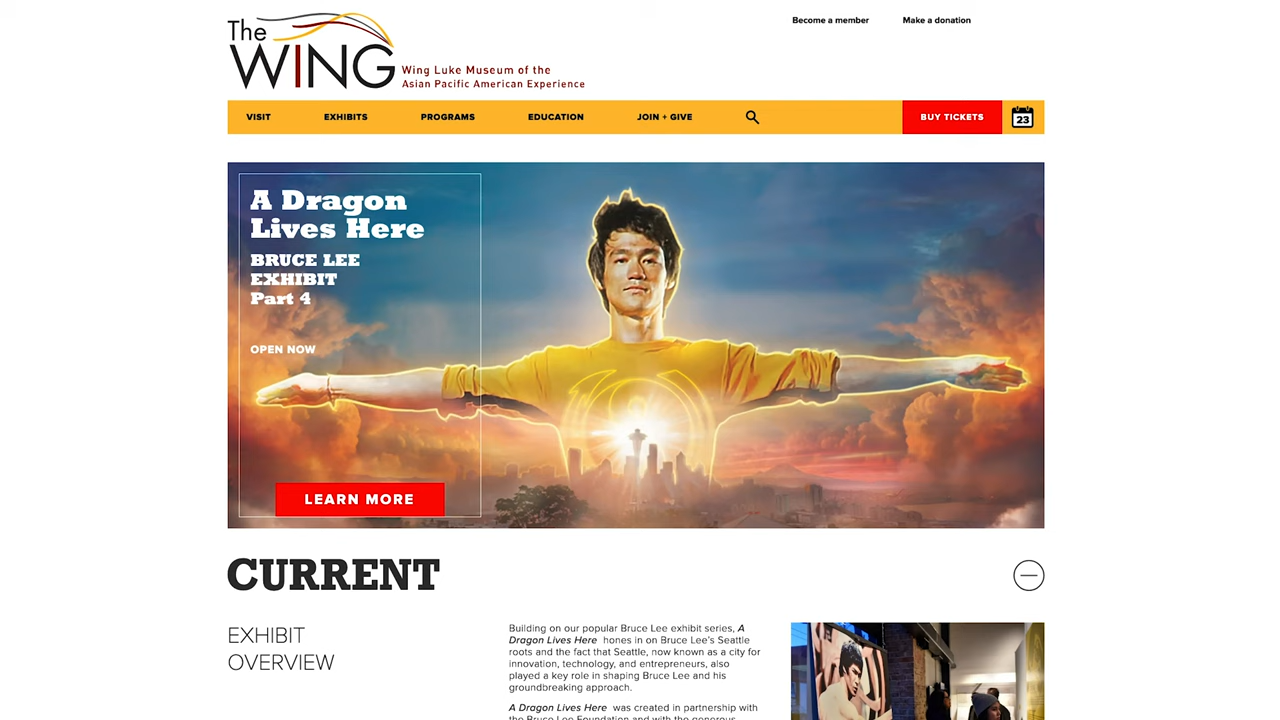 The
WING
Wing Luke Museum of the
Asian Pacific American Experience
Become a member
Make a donation
VISIT
EXHIBITS
PROGRAMS
EDUCATION
JOIN + GIVE
BUY TICKETS
23
A Dragon
Lives Here
BRUCE LEE
EXHIBIT
Part 4
OPEN NOW
LEARN MORE
CURRENT
EXHIBIT
OVERVIEW
Building on our popular Bruce Lee exhibit series, A
Dragon Lives Here hones in on Bruce Lee's Seattle
roots and the fact that Seattle, now known as a city for
innovation, technology, and entrepreneurs, also
played a key role in shaping Bruce Lee and his
groundbreaking approach.
A Dragon Lives Here was created in partnership with
the Bruce Lee Foundation and with the generous